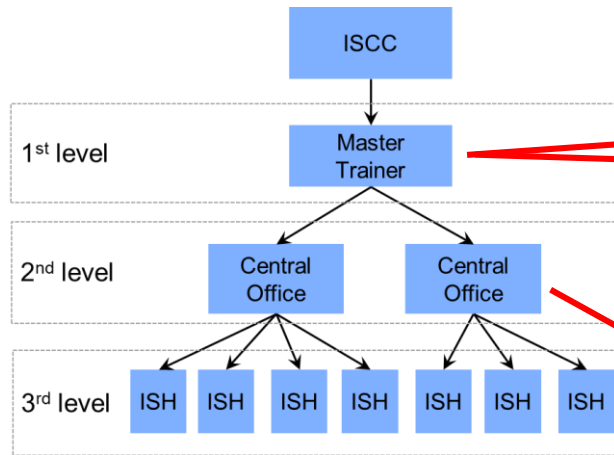 ISCC
1st level
Master
Trainer
2nd level
Central
Office
Central
Office
3rd level
ISH
ISH
ISH
ISH
ISH
ISH
ISH